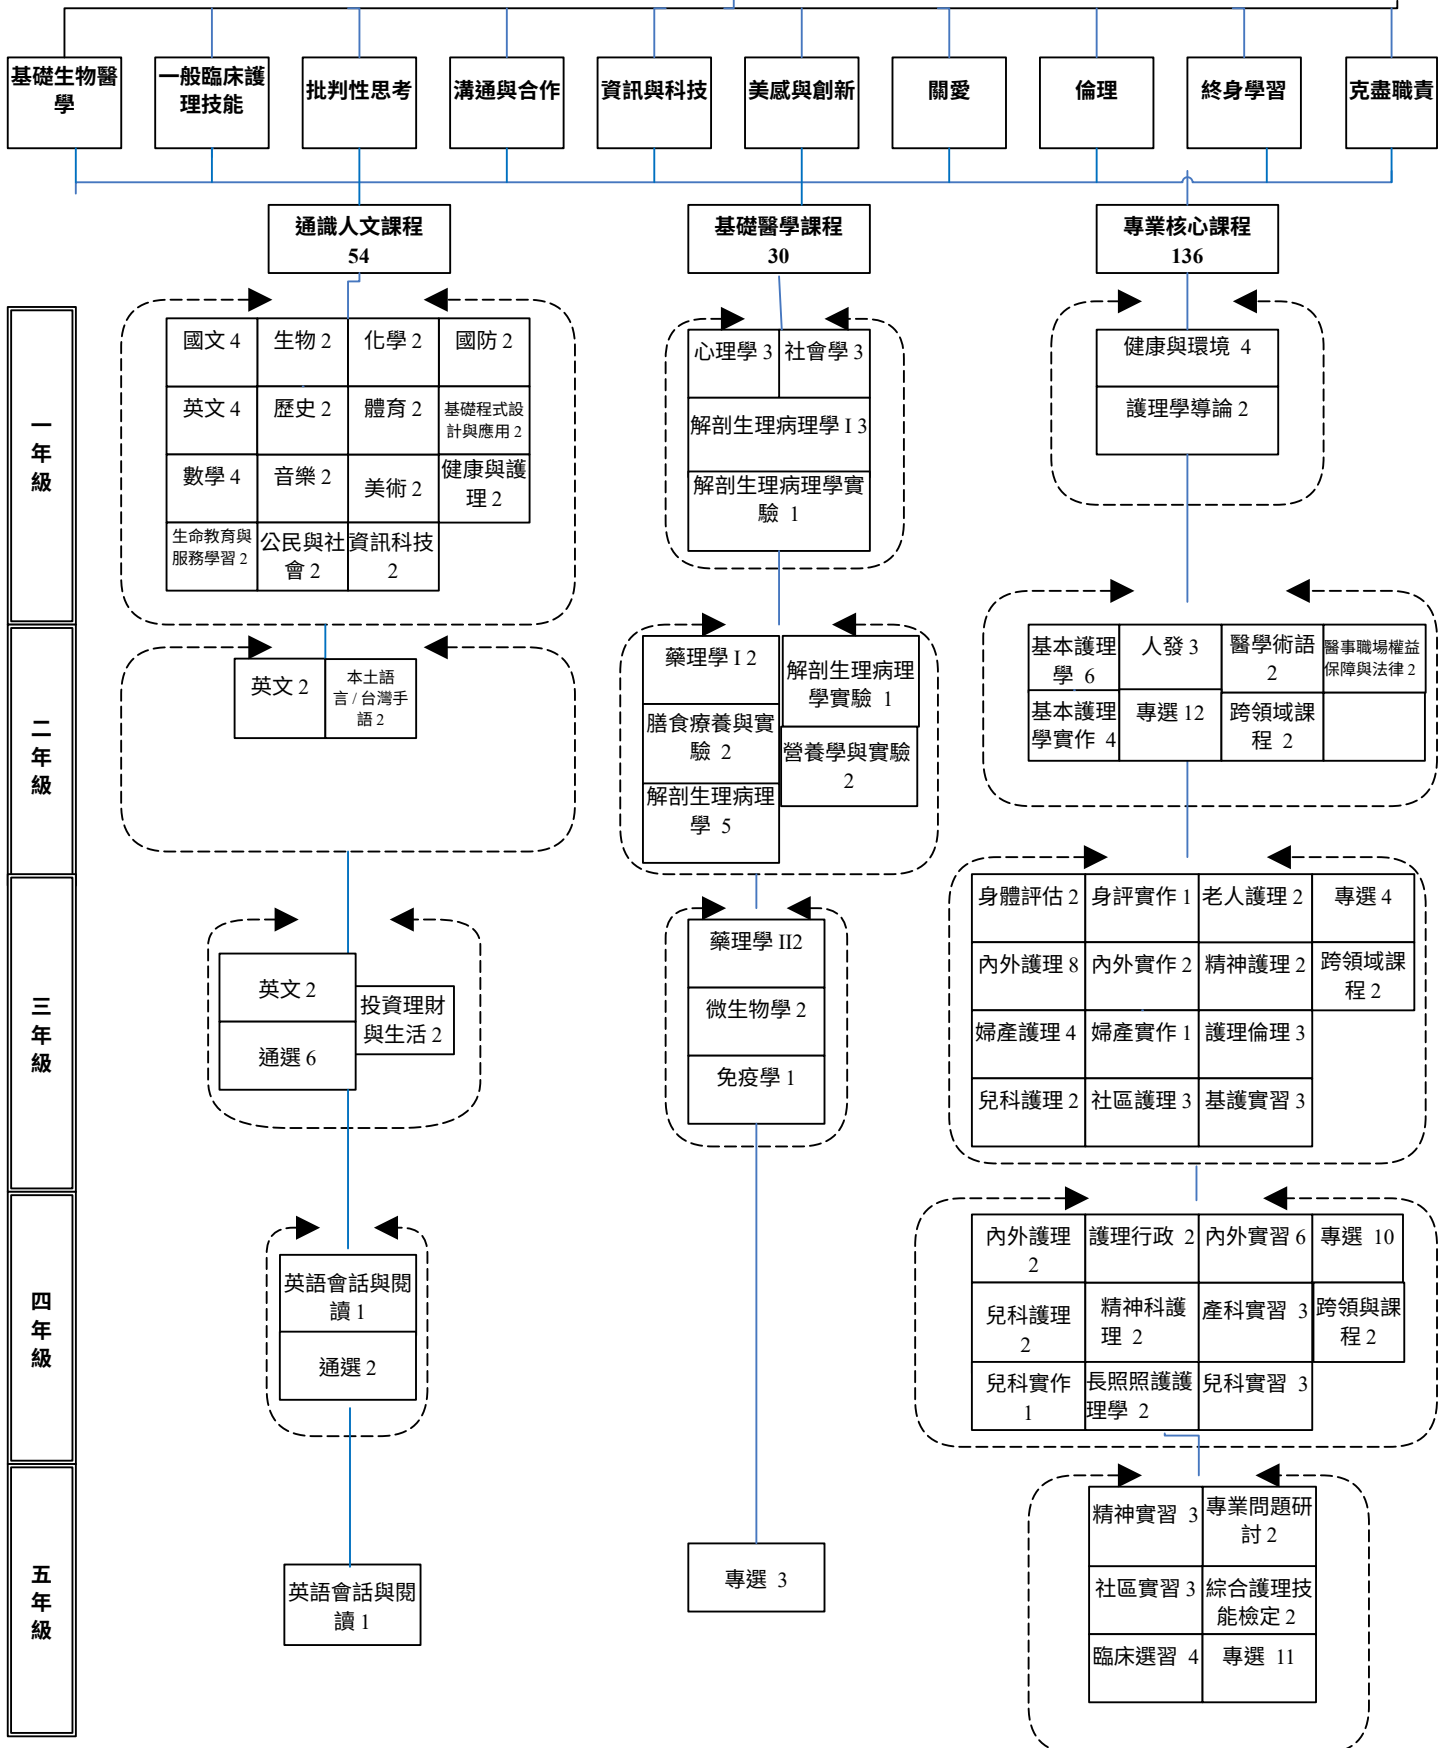 基礎生物醫
學
一般臨床護
理技能
批判性思考
溝通與合作
資訊與科技
美感與創新
關愛
倫理
終身學習
克盡職責
通識人文課程
54
基礎醫學課程
30
專業核心課程
136
一
年
級
國文 4
生物 2
化學 2
國防 2
英文 4
歷史 2
體育 2
基礎程式設
計與應用 2
數學 4
音樂 2
美術 2
健康與護
理 2
生命教育與
服務學習 2
公民與社
會 2
資訊科技
2
心理學 3
社會學 3
解剖生理病理學 I 3
解剖生理病理學實
驗 1
健康與環境 4
護理學導論 2
二
年
級
英文 2
本土語
言 / 台灣手
語 2
藥理學 I 2
解剖生理病理
學實驗 1
膳食療養與實
驗 2
營養學與實驗
2
解剖生理病理
學 5
基本護理
學 6
人發 3
醫學術語
2
醫事職場權益
保障與法律 2
基本護理
學實作 4
專選 12
跨領域課
程 2
三
年
級
英文 2
投資理財
與生活 2
通選 6
藥理學 II2
微生物學 2
免疫學 1
身體評估 2
身評實作 1
老人護理 2
專選 4
內外護理 8
內外實作 2
精神護理 2
跨領域課
程 2
婦產護理 4
婦產實作 1
護理倫理 3
兒科護理 2
社區護理 3
基護實習 3
四
年
級
英語會話與閱
讀 1
通選 2
內外護理
2
護理行政 2
內外實習 6
專選 10
兒科護理
2
精神科護
理 2
產科實習 3
跨領與課
程 2
兒科實作
1
長照照護護
理學 2
兒科實習 3
五
年
級
英語會話與閱
讀 1
專選 3
精神實習 3
專業問題研
討 2
社區實習 3
綜合護理技
能檢定 2
臨床選習 4
專選 11